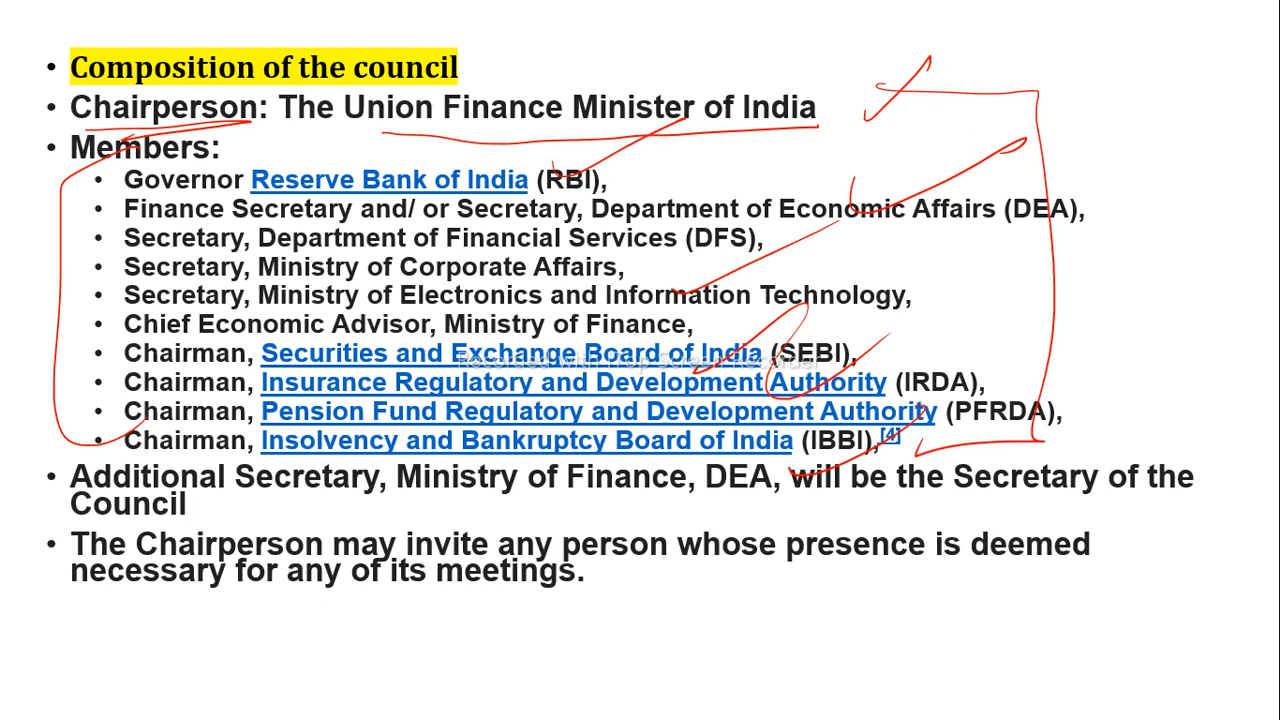 • Composition of the council
• Chairperson: The Union Finance Minister of India
• Members:
• Governor Reserve Bank of India (RBI),
• Finance Secretary and/ or Secretary, Department of Economic Affairs (DEA),
• Secretary, Department of Financial Services (DFS),
• Secretary, Ministry of Corporate Affairs,
• Secretary, Ministry of Electronics and Information Technology,
• Chief Economic Advisor, Ministry of Finance,
• Chairman, Securities and Exchange Board of India (SEBI),
Recorded with iTop Screen Recorder
• Chairman, Insurance Regulatory and Development Authority (IRDA),
• Chairman, Pension Fund Regulatory and Development Authority (PFRDA),
• Chairman, Insolvency and Bankruptcy Board of India (IBBI),[4]
• Additional Secretary, Ministry of Finance, DEA, will be the Secretary of the
Council
• The Chairperson may invite any person whose presence is deemed
necessary for any of its meetings.